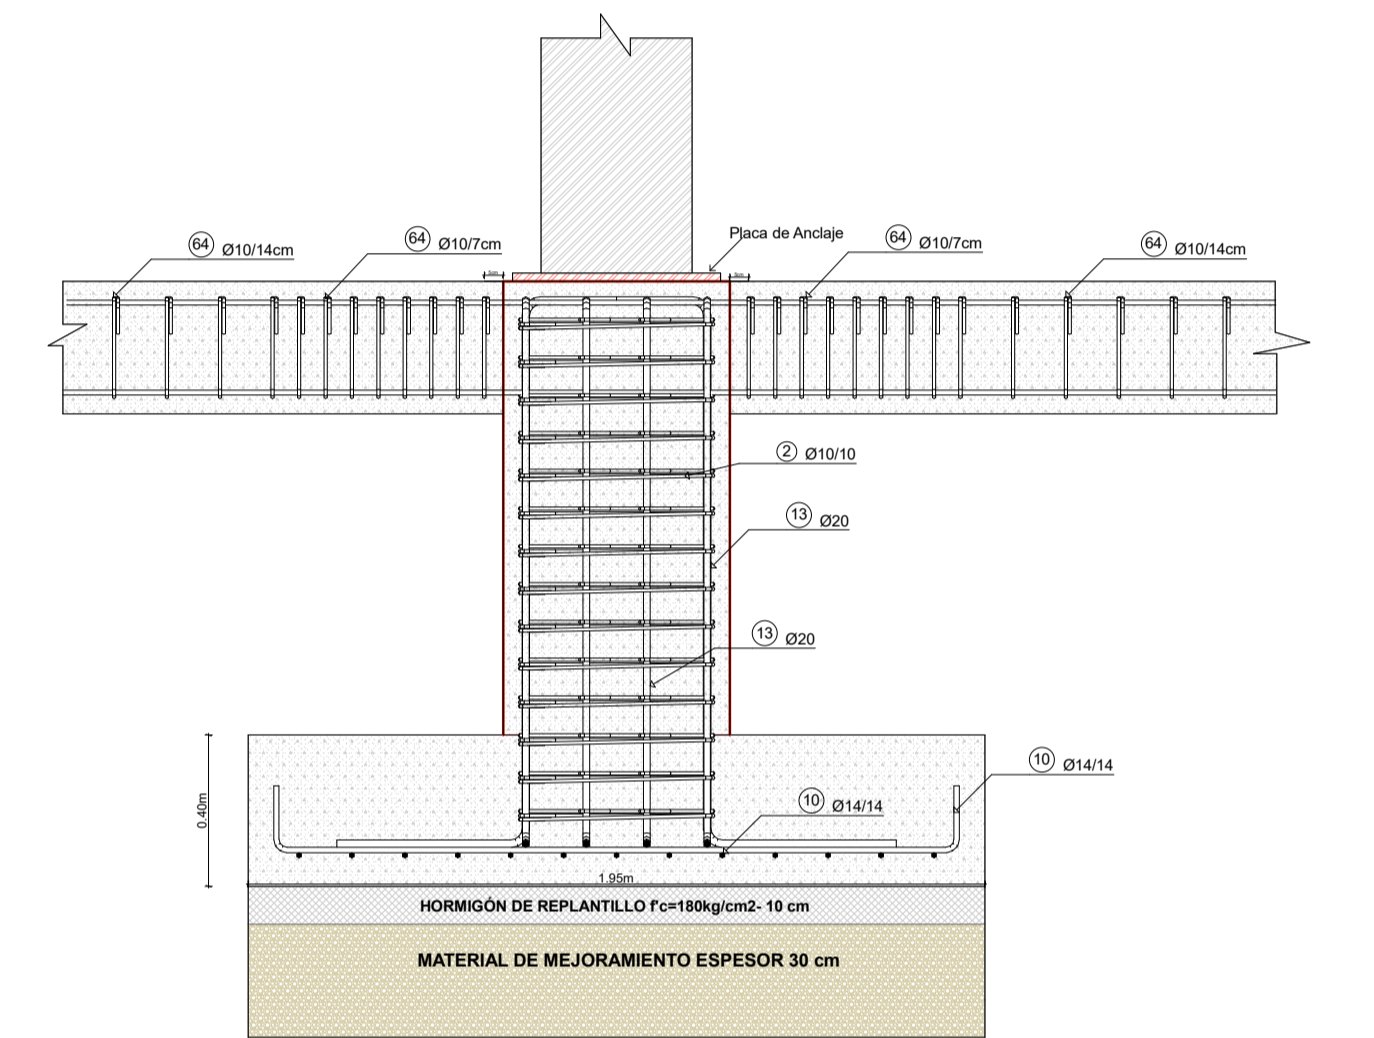 Placa de Anclaje
64 Ø10/14cm
64 Ø10/7cm
64 Ø10/7cm
64 Ø10/14cm
5cm
5cm
2 Ø10/10
13 Ø20
13 Ø20
10 Ø14/14
10 Ø14/14
0.40m
1.95m
HORMIGÓN DE REPLANTILLO f'c=180kg/cm2- 10 cm
MATERIAL DE MEJORAMIENTO ESPESOR 30 cm